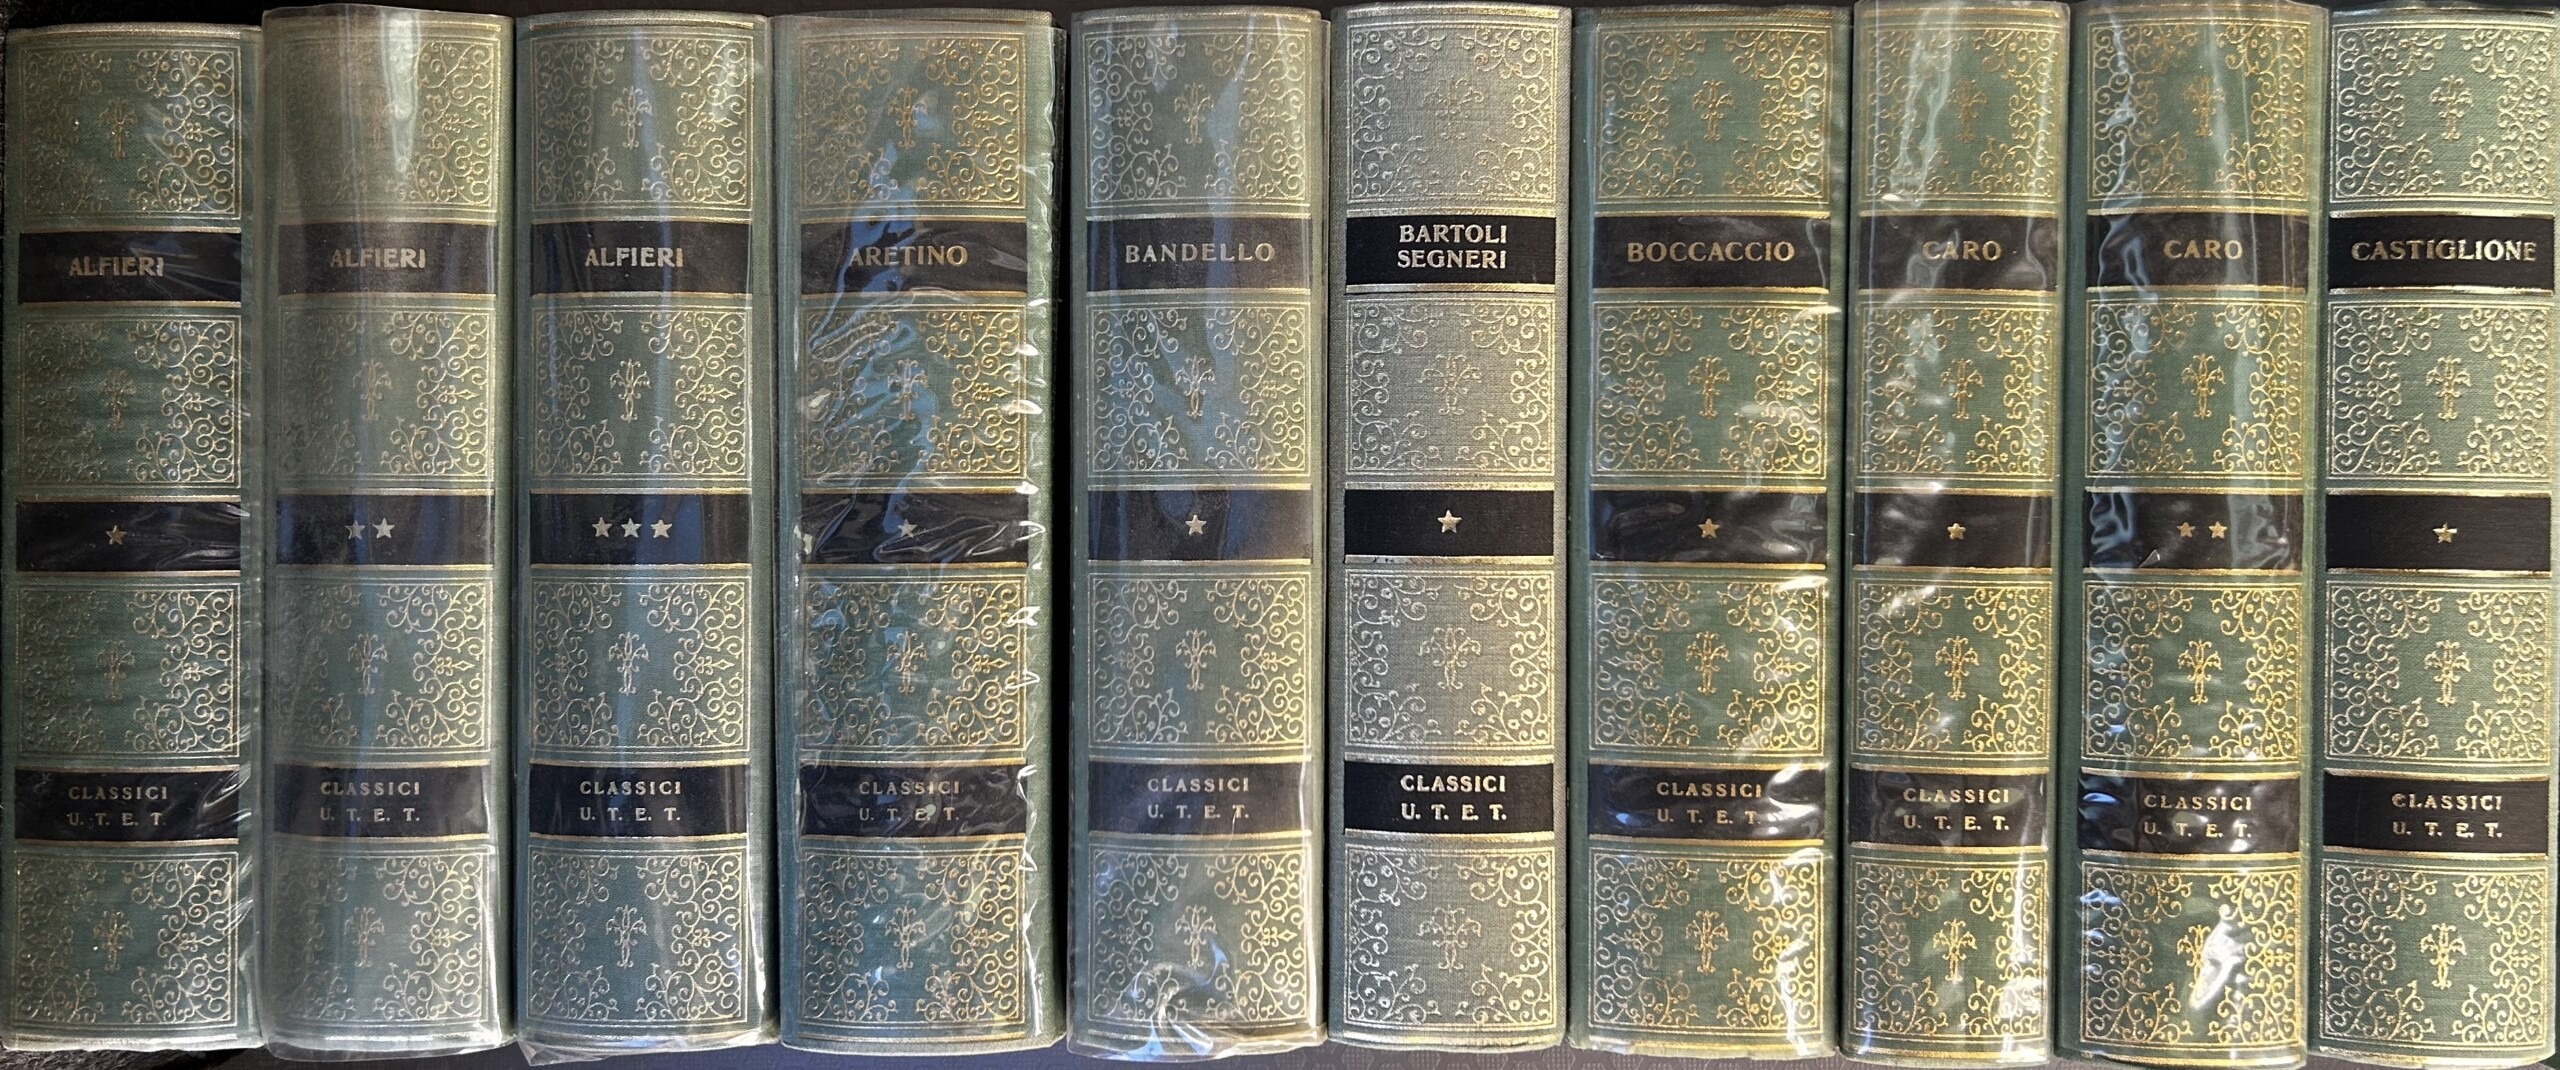 ALFIERI
★
CLASSICI
U. T. E. T.
ALFIERI
★★
CLASSICI
U. T. E. T.
ALFIERI
★★★
CLASSICI
U. T. E. T.
ARETINO
★
CLASSICI
U. T. E. T.
BANDELLO
★
CLASSICI
U. T. E. T.
BARTOLI
SEGNERI
★
CLASSICI
U. T. E. T.
BOCCACCIO
★
CLASSICI
U. T. E. T.
CARO
★
CLASSICI
U. T. E. T.
CARO
★★
CLASSICI
U. T. E. T.
CASTIGLIONE
★
CLASSICI
U. T. E. T.